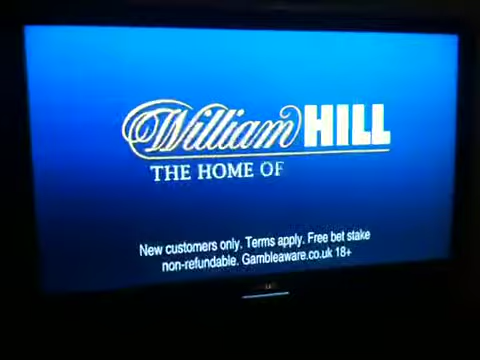 William HILL
THE HOME OF
New customers only. Terms apply. Free bet stake
non-refundable. Gambleaware.co.uk 18+